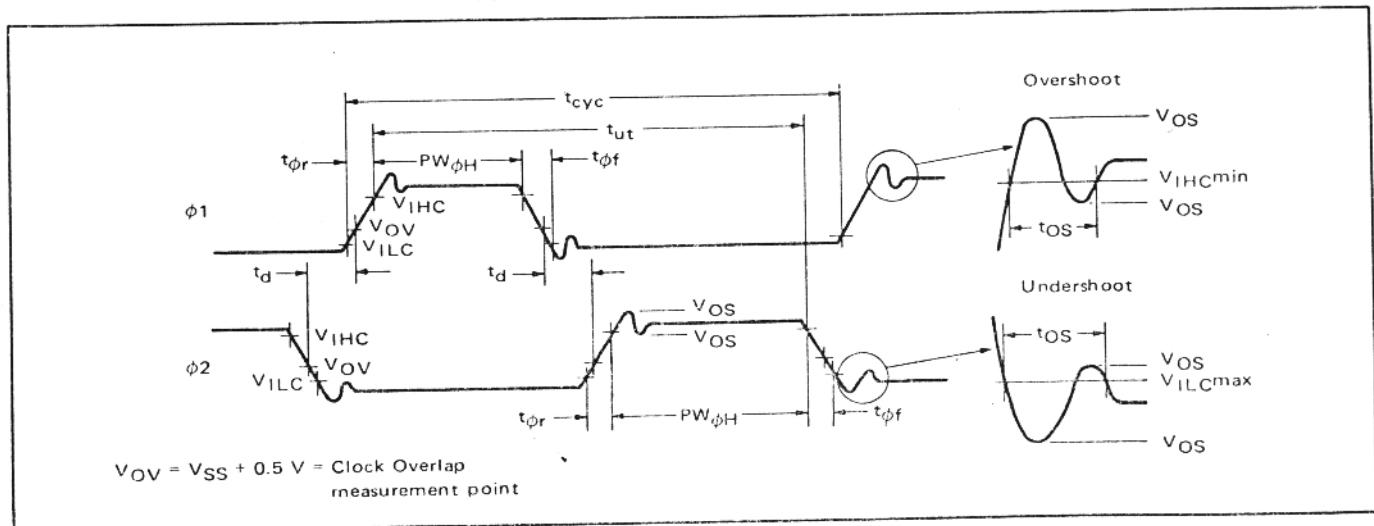 Overshoot
tcyc
VOS
tut
tϕr
PWϕH
tϕf
VIHCmin
VOS
ϕ1
VIHC
VOV
VILC
tOS
td
td
Undershoot
VOS
tOS
VIHC
VOS
VOS
ϕ2
VOV
VILC
VILCmax
tϕr
PWϕH
tϕf
VOS
VOV = VSS + 0.5 V = Clock Overlap
measurement point